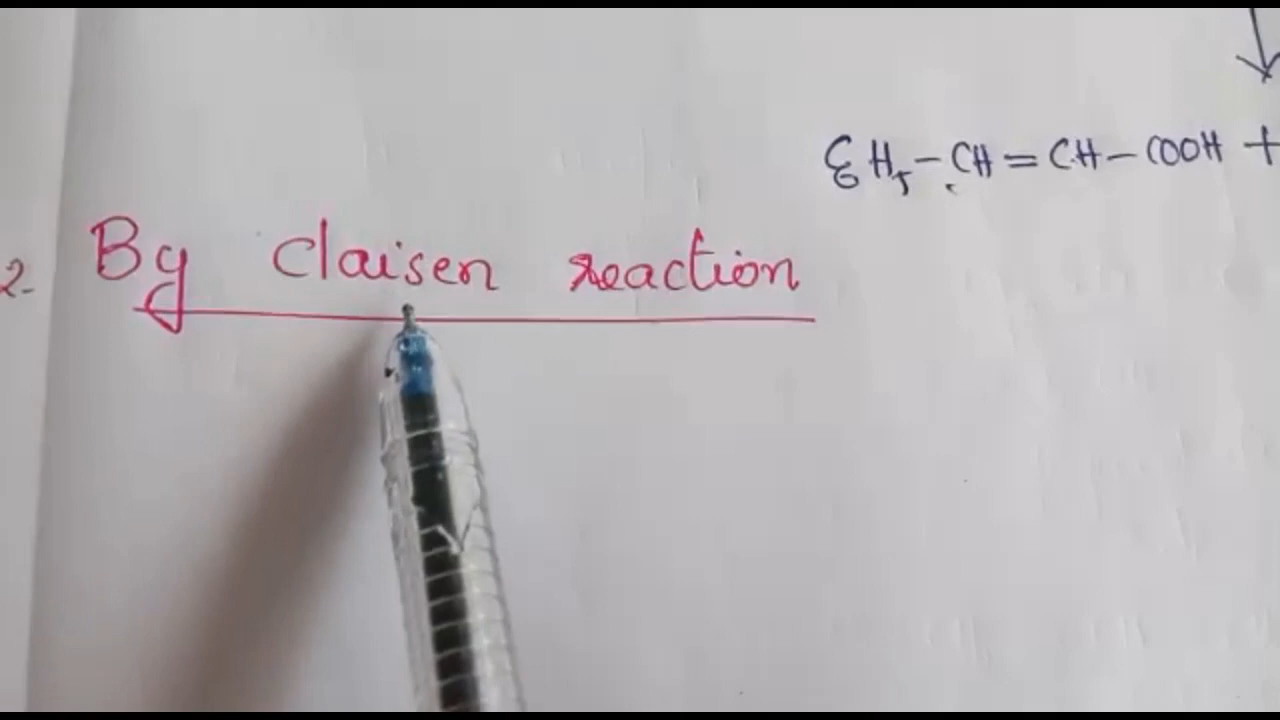 C6H5-CH=CH-COOH +
2- By claisen reaction